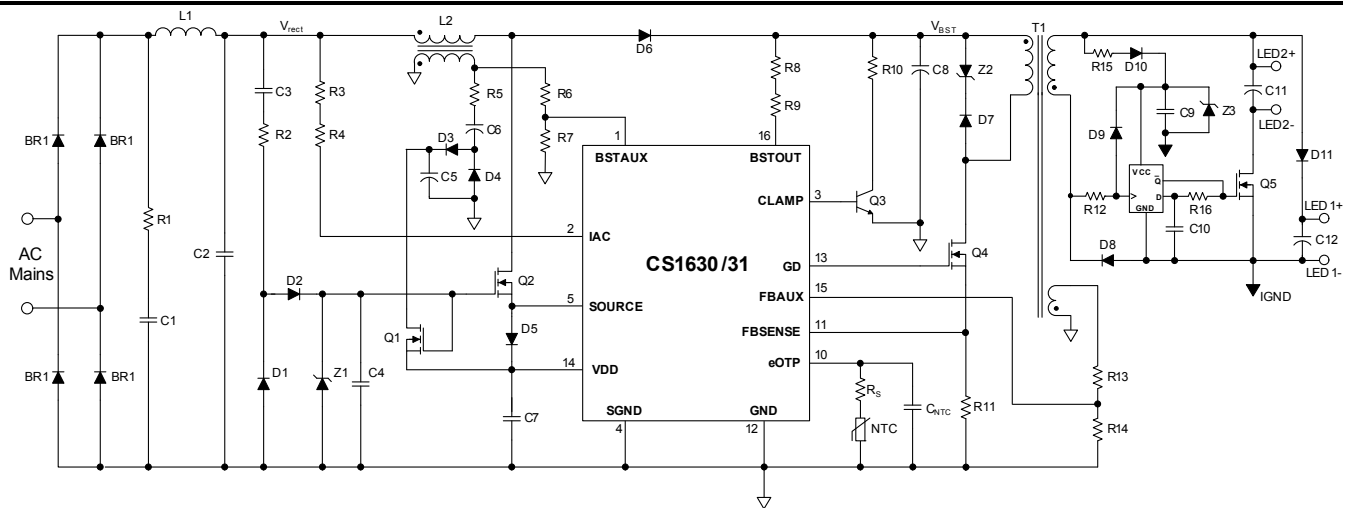 L1
V_rect
L2
D6
V_BST
T1
LED2+
R15
D10
C11
LED2-
C9
Z3
D9
D11
C3
R3
R5
R6
R8
R10
C8
Z2
R2
R4
C6
R7
R9
D7
BR1
BR1
D3
C5
D4
1
16
BSTAUX
BSTOUT
VCC
Q
D
GND
R12
R16
Q5
C10
LED 1+
C12
LED 1-
D8
IGND
R1
AC
Mains
C2
C1
2
IAC
3
CLAMP
Q3
CS1630/31
13
GD
Q4
D2
Q2
5
SOURCE
15
FBAUX
Q1
D5
11
FBSENSE
BR1
BR1
D1
Z1
C4
14
VDD
10
eOTP
R_S
C_NTC
NTC
R11
R13
R14
C7
SGND
GND
4
12